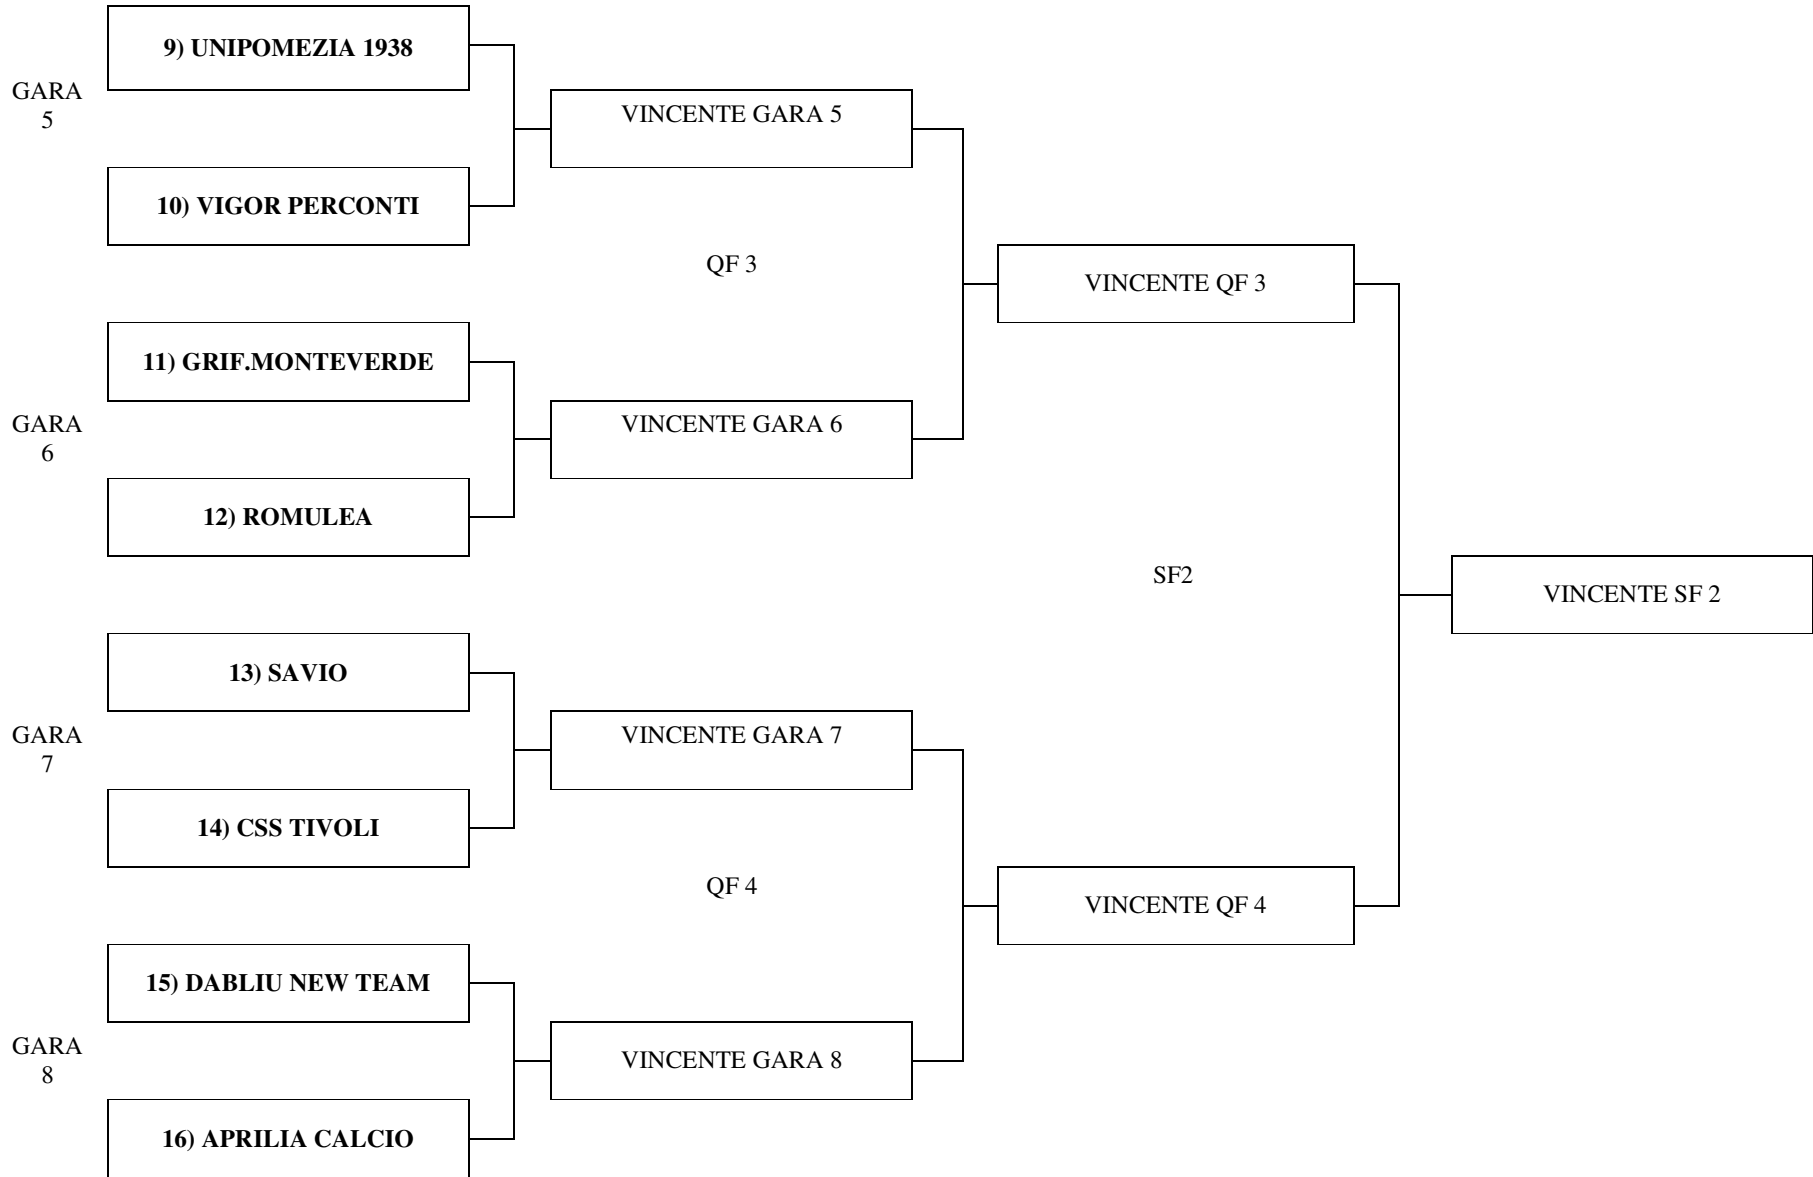 9) UNIPOMEZIA 1938
GARA
5
VINCENTE GARA 5
10) VIGOR PERCONTI
QF 3
VINCENTE QF 3
11) GRIF.MONTEVERDE
GARA
6
VINCENTE GARA 6
12) ROMULEA
SF2
VINCENTE SF 2
13) SAVIO
GARA
7
VINCENTE GARA 7
14) CSS TIVOLI
QF 4
VINCENTE QF 4
15) DABLIU NEW TEAM
GARA
8
VINCENTE GARA 8
16) APRILIA CALCIO